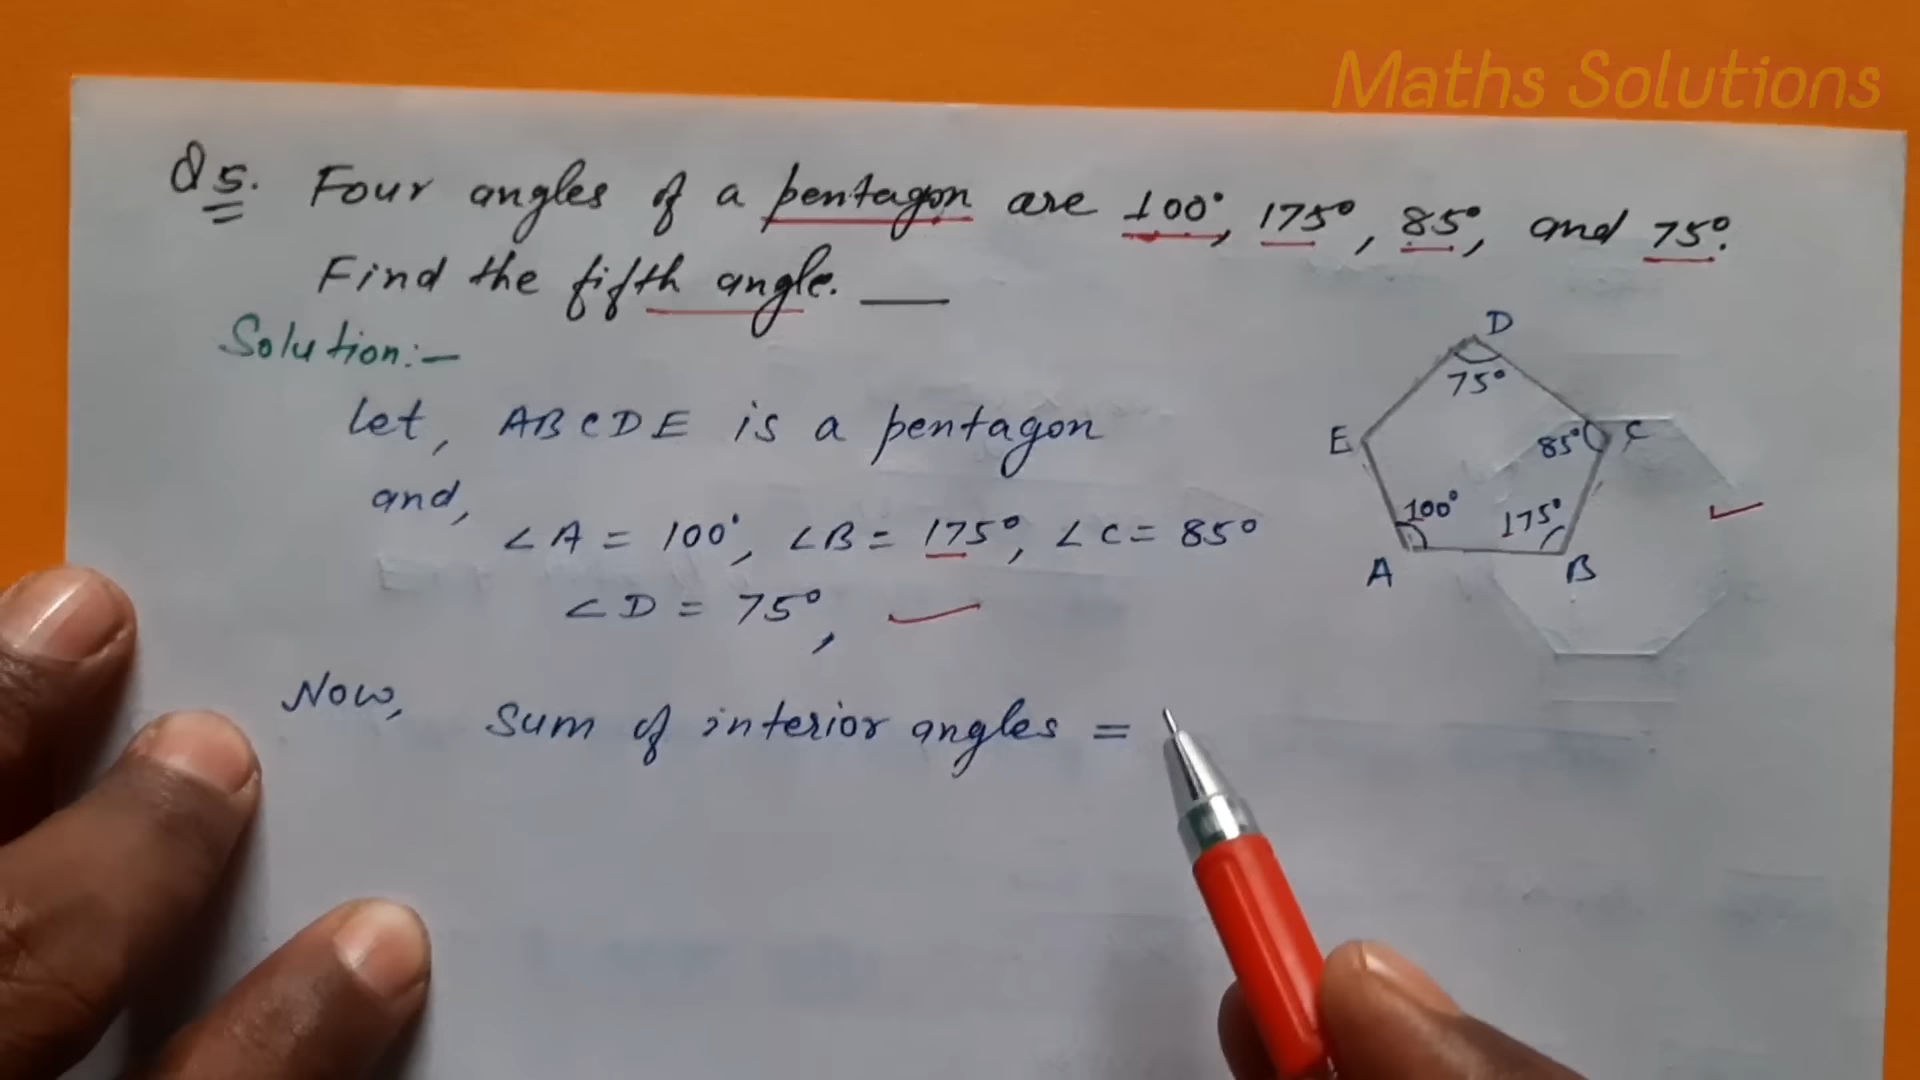 Maths Solutions
Q5. Four angles of a pentagon are 100°, 175°, 85°, and 75°.
Find the fifth angle.
Solution:-
Let, ABCDE is a pentagon
and,
∠A = 100°, ∠B = 175°, ∠C = 85°
∠D = 75°,
Now, Sum of interior angles =
D
75°
E
85°
C
100°
175°
A
B